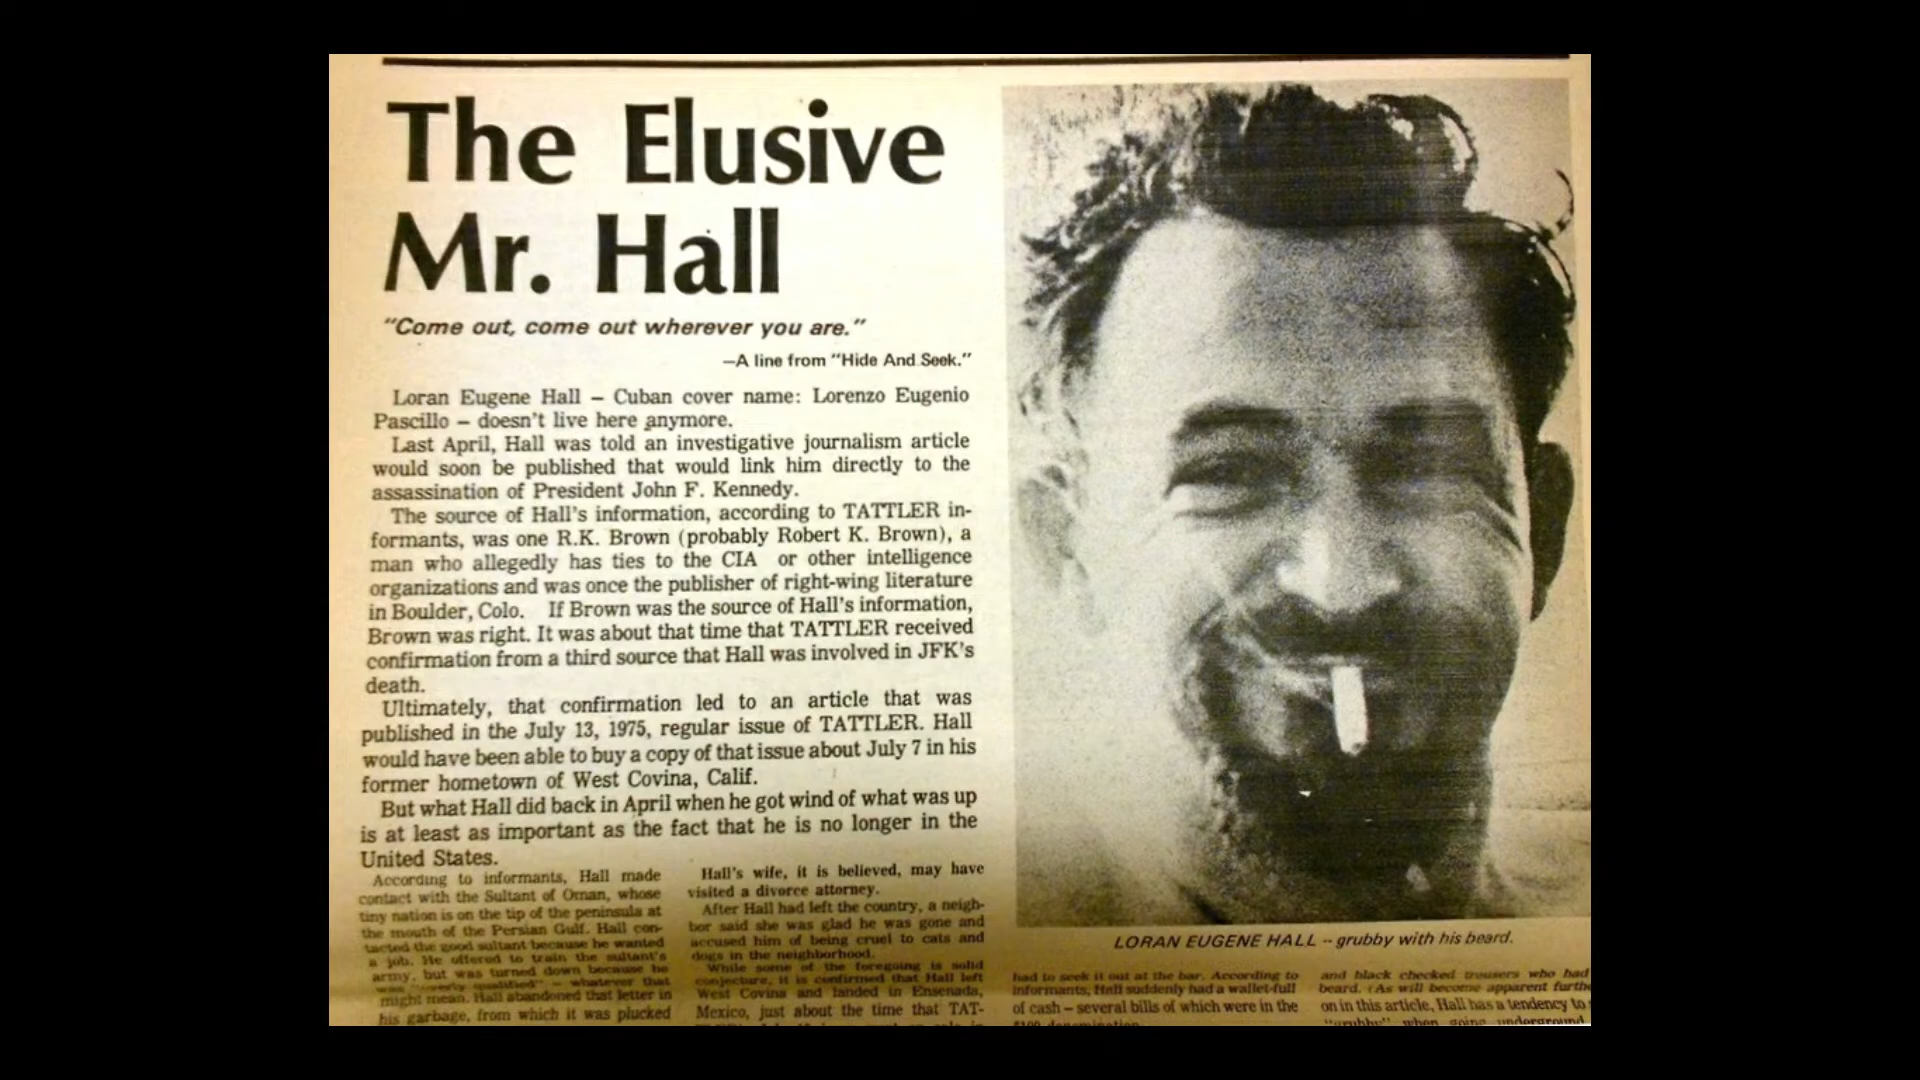 The Elusive
Mr. Hall
"Come out, come out wherever you are."
—A line from "Hide And Seek."
Loran Eugene Hall – Cuban cover name: Lorenzo Eugenio
Pascillo – doesn't live here anymore.
Last April, Hall was told an investigative journalism article
would soon be published that would link him directly to the
assassination of President John F. Kennedy.
The source of Hall's information, according to TATTLER in-
formants, was one R.K. Brown (probably Robert K. Brown), a
man who allegedly has ties to the CIA or other intelligence
organizations and was once the publisher of right-wing literature
in Boulder, Colo. If Brown was the source of Hall's information,
Brown was right. It was about that time that TATTLER received
confirmation from a third source that Hall was involved in JFK's
death.
Ultimately, that confirmation led to an article that was
published in the July 13, 1975, regular issue of TATTLER. Hall
would have been able to buy a copy of that issue about July 7 in his
former hometown of West Covina, Calif.
But what Hall did back in April when he got wind of what was up
is at least as important as the fact that he is no longer in the
United States.
According to informants, Hall made
contact with the Sultant of Oman, whose
tiny nation is on the tip of the peninsula at
the mouth of the Persian Gulf. Hall con-
tacted the good sultant because he wanted
a job. He offered to train the sultant's
army, but was turned down because he
was "overly qualified" – whatever that
might mean. Hall abandoned that letter in
his garbage, from which it was plucked
Hall's wife, it is believed, may have
visited a divorce attorney.
After Hall had left the country, a neigh-
bor said she was glad he was gone and
accused him of being cruel to cats and
dogs in the neighborhood.
While some of the foregoing is solid
conjecture, it is confirmed that Hall left
West Covina and landed in Ensenada,
Mexico, just about the time that TAT-
LORAN EUGENE HALL -- grubby with his beard.
had to seek it out at the bar. According to
informants, Hall suddenly had a wallet-full
of cash – several bills of which were in the
$100 denomination
and black checked trousers who had
beard. (As will become apparent furthe
on in this article, Hall has a tendency to
"grubby" when going underground